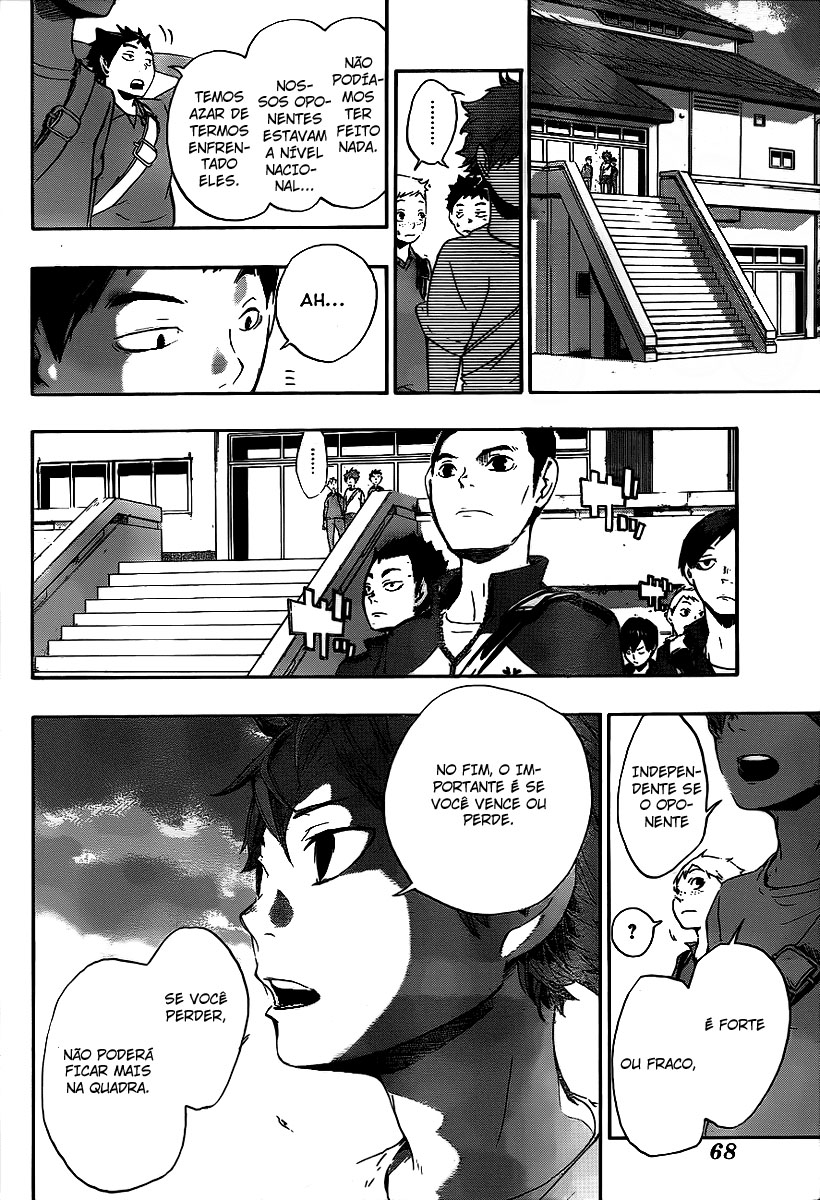 ........
NÃO
PODÍA-
MOS
TER
FEITO
NADA.
NOS-
SOS OPO-
NENTES
ESTAVAM
A NÍVEL
NACIO-
NAL...
TEMOS
AZAR DE
TERMOS
ENFREN-
TADO
ELES.
AH...
......
INDEPEN-
DENTE SE
O OPO-
NENTE
?
É FORTE
OU FRACO,
NO FIM, O IM-
PORTANTE É SE
VOCÊ VENCE OU
PERDE.
SE VOCÊ
PERDER,
NÃO PODERÁ
FICAR MAIS
NA QUADRA.
68